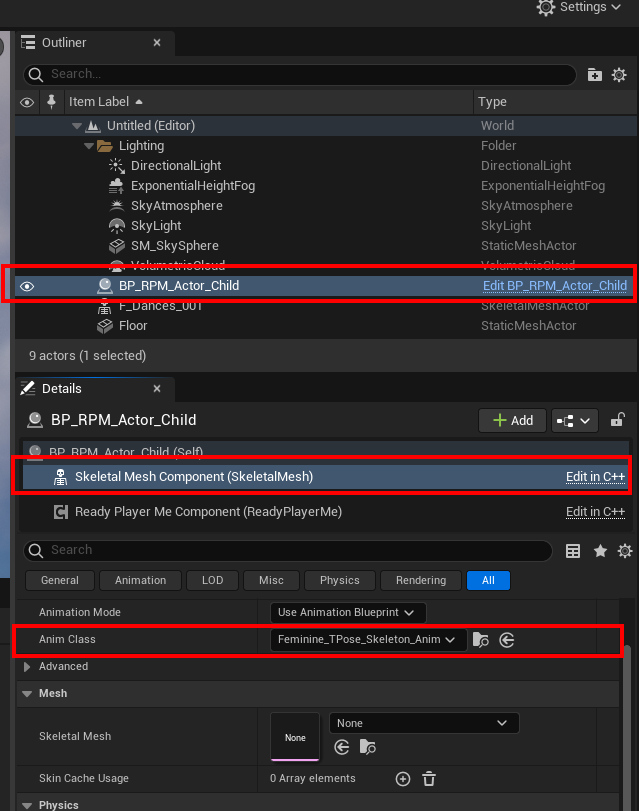 Settings
Outliner
Search...
Item Label Type
Untitled (Editor) World
Lighting Folder
DirectionalLight DirectionalLight
ExponentialHeightFog ExponentialHeightFog
SkyAtmosphere SkyAtmosphere
SkyLight SkyLight
SM_SkySphere StaticMeshActor
VolumetricCloud VolumetricCloud
BP_RPM_Actor_Child Edit BP_RPM_Actor_Child
F_Dances_001 SkeletalMeshActor
Floor StaticMeshActor
9 actors (1 selected)
Details
BP_RPM_Actor_Child Add
BP_RPM_Actor_Child (Self)
Skeletal Mesh Component (SkeletalMesh) Edit in C++
Ready Player Me Component (ReadyPlayerMe) Edit in C++
Search
General Animation LOD Misc Physics Rendering All
Animation Mode Use Animation Blueprint
Anim Class Feminine_TPose_Skeleton_Anim
Advanced
Mesh
Skeletal Mesh None None
Skin Cache Usage 0 Array elements
Physics